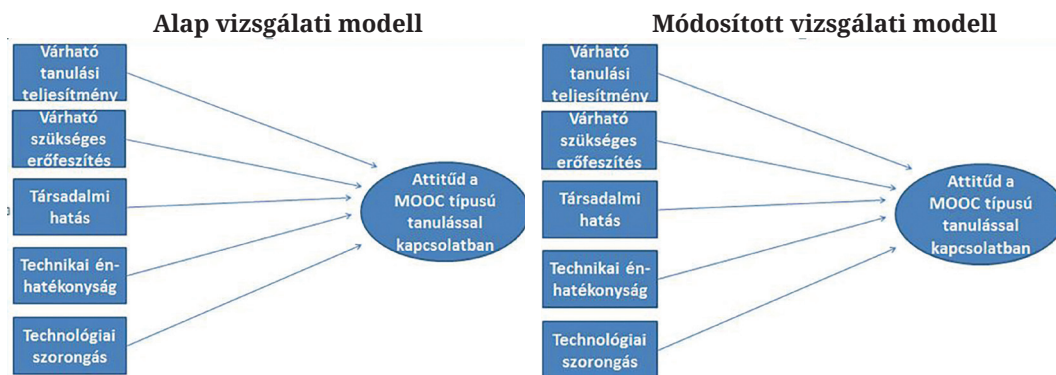 Alap vizsgálati modell
Várható
tanulási
teljesítmény
Várható
szükséges
erőfeszítés
Társadalmi
hatás
Technikai én-
hatékonyság
Technológiai
szorongás
Attitűd a
MOOC típusú
tanulással
kapcsolatban
Módosított vizsgálati modell
Várható
tanulási
teljesítmény
Várható
szükséges
erőfeszítés
Társadalmi
hatás
Technikai én-
hatékonyság
Technológiai
szorongás
Attitűd a
MOOC típusú
tanulással
kapcsolatban